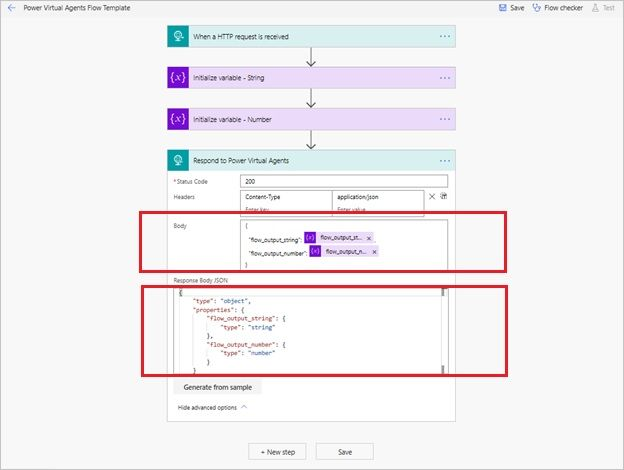 ← Power Virtual Agents Flow Template Save Flow checker Test
When a HTTP request is received ...
{x} Initialize variable - String ...
{x} Initialize variable - Number ...
Respond to Power Virtual Agents ...
* Status Code 200
Headers Content-Type application/json ×
Enter key Enter value
Body {
"flow_output_string": {x} flow_output_st... ×
"flow_output_number": {x} flow_output_n... ×
}
Response Body JSON
{
"type": "object",
"properties": {
"flow_output_string": {
"type": "string"
},
"flow_output_number": {
"type": "number"
}
}
Generate from sample
Hide advanced options
+ New step Save